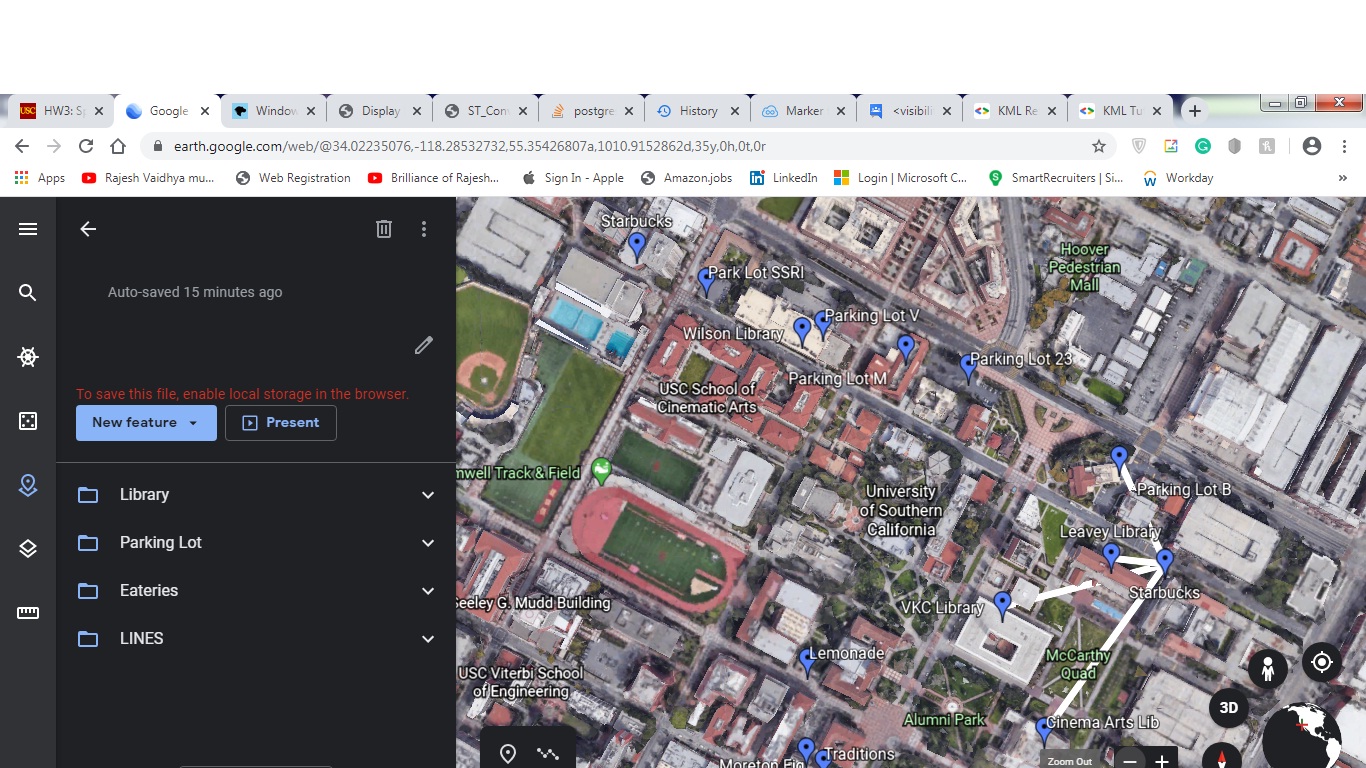 HW3: Sp
Google
Window
Display
ST_Con
postgre
History
Marker
<visibili
KML Re
KML Tu
earth.google.com/web/@34.02235076,-118.28532732,55.35426807a,1010.9152862d,35y,0h,0t,0r
Apps
Rajesh Vaidhya mu...
Web Registration
Brilliance of Rajesh...
Sign In - Apple
Amazon.jobs
LinkedIn
Login | Microsoft C...
SmartRecruiters | Si...
Workday
»
Auto-saved 15 minutes ago
To save this file, enable local storage in the browser.
New feature
Present
Library
Parking Lot
Eateries
LINES
Starbucks
Park Lot SSRI
Hoover
Pedestrian
Mall
Parking Lot V
Wilson Library
Parking Lot 23
Parking Lot M
USC School of
Cinematic Arts
mwell Track & Field
University
of Southern
California
Parking Lot B
Leavey Library
Starbucks
Seeley G. Mudd Building
VKC Library
Lemonade
McCarthy
Quad
USC Viterbi School
of Engineering
Alumni Park
Cinema Arts Lib
3D
Traditions
Moreton Fig
Zoom Out